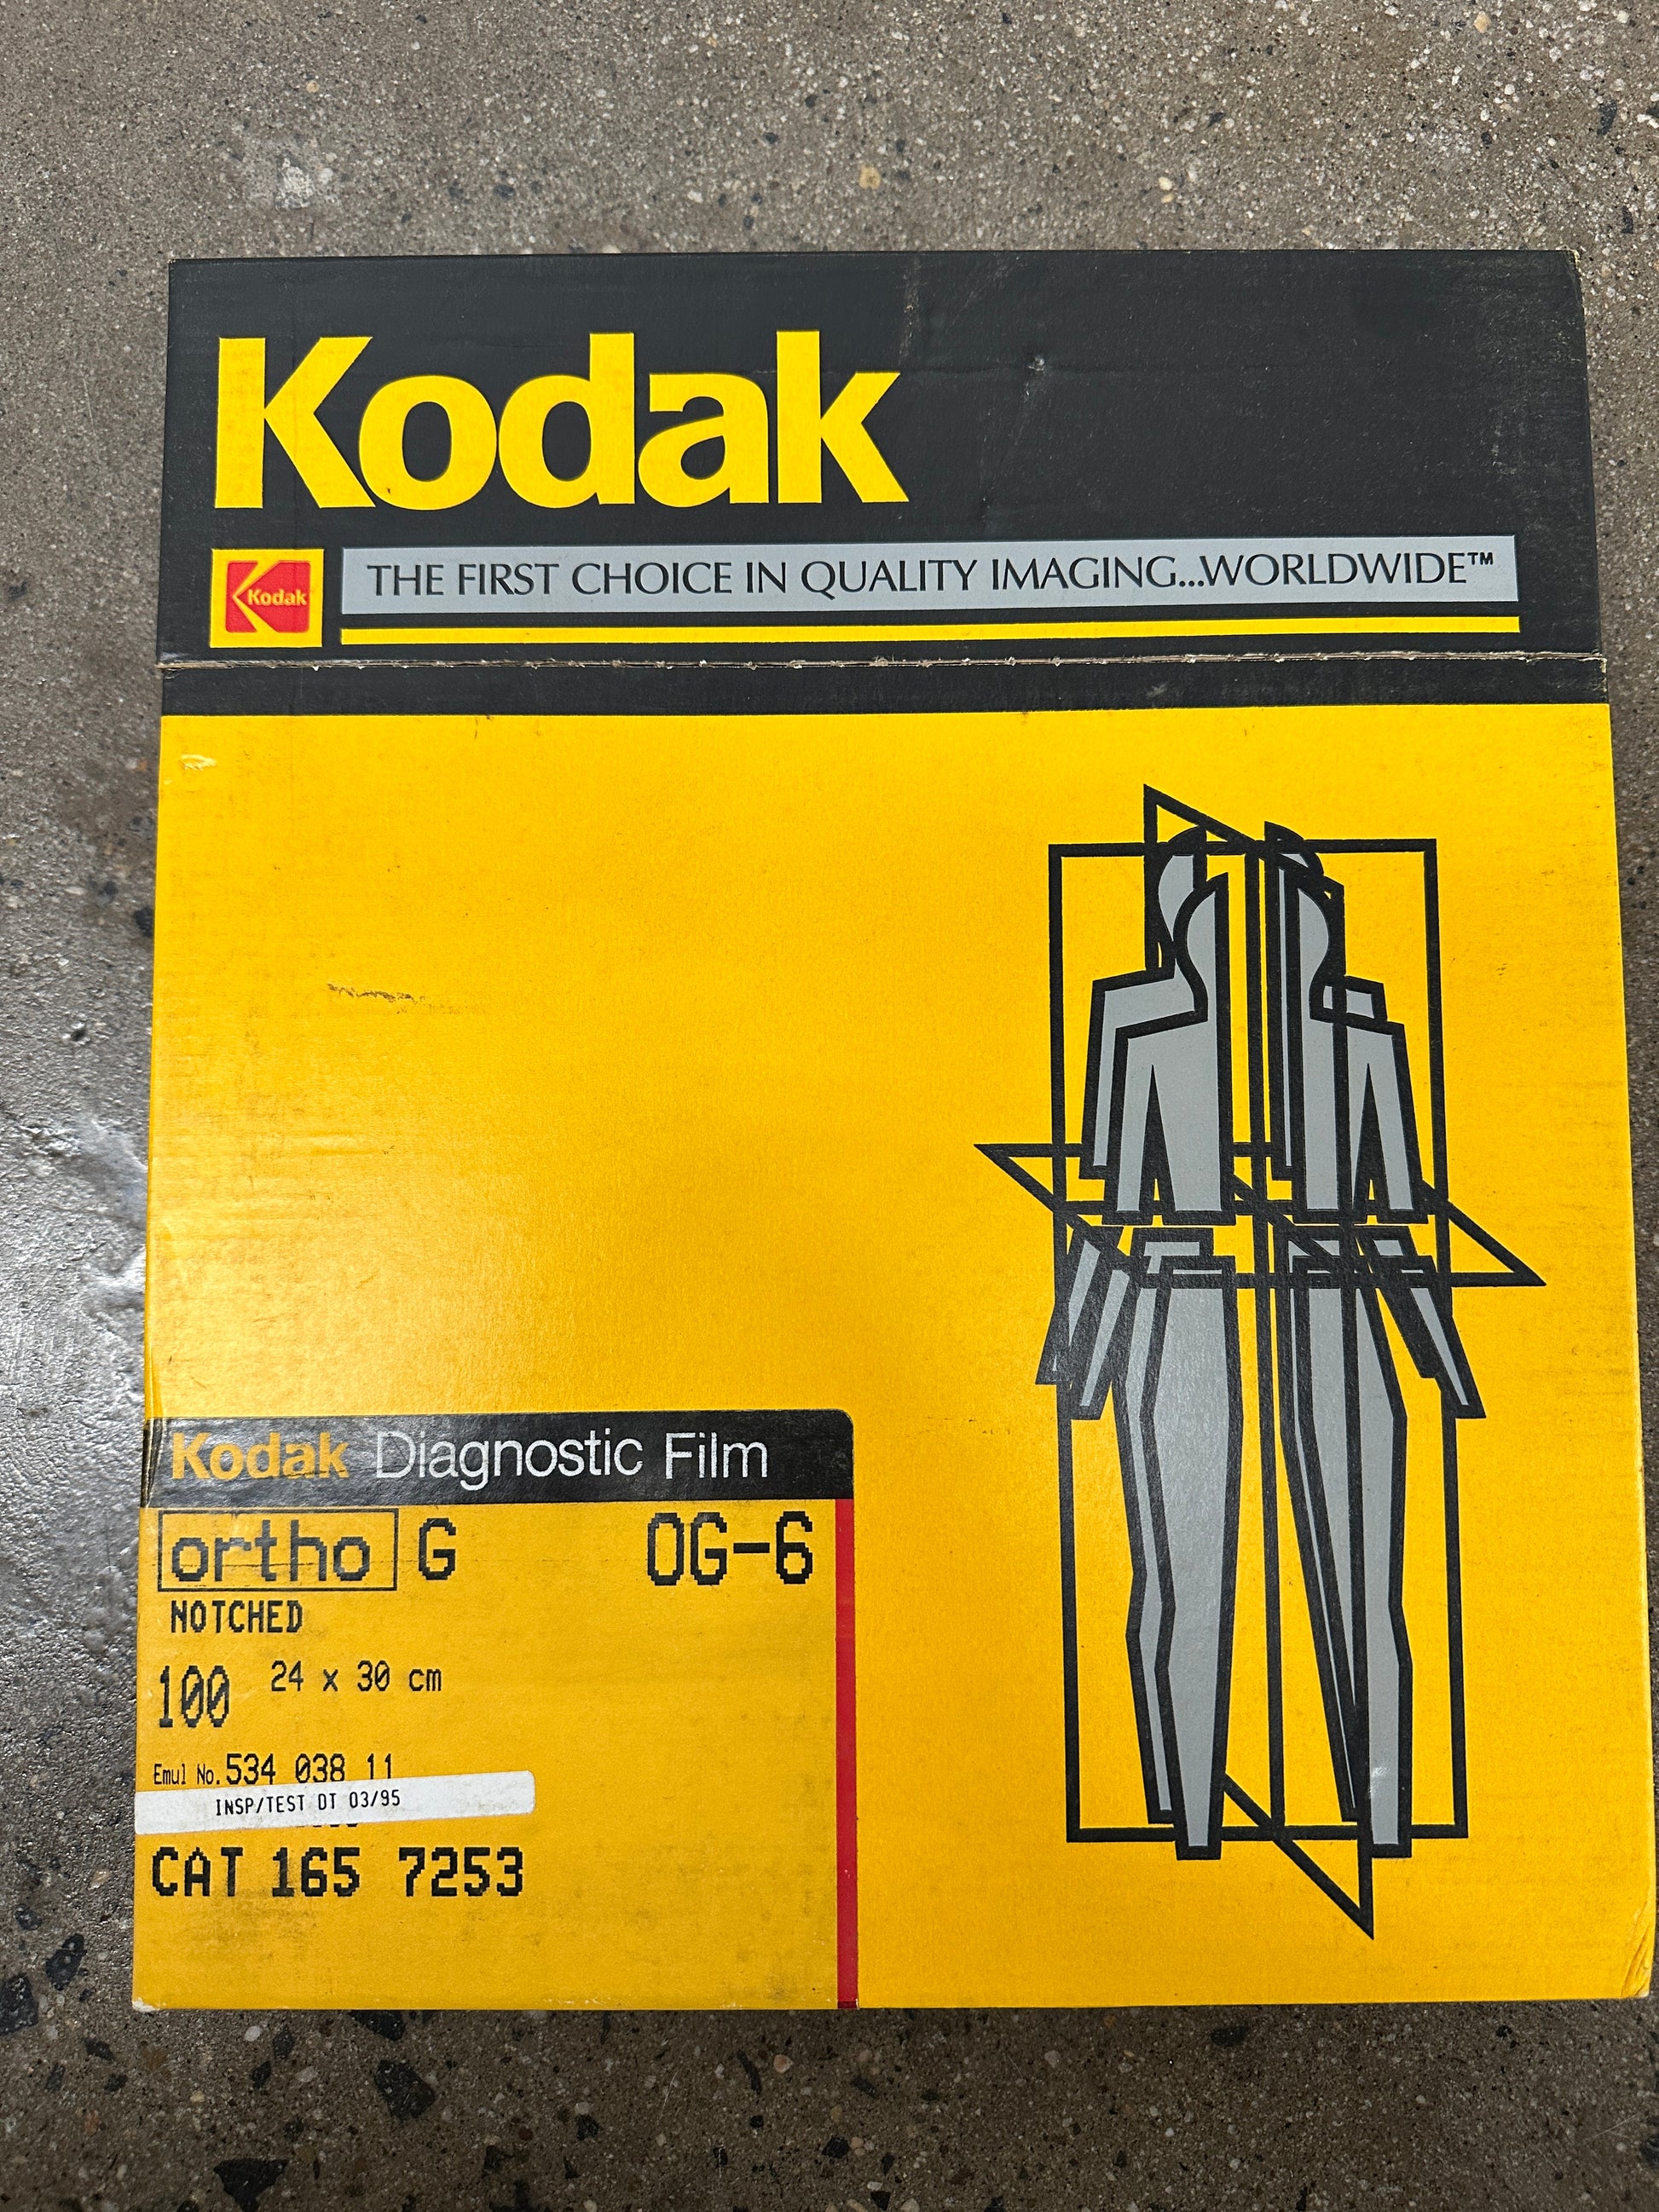 Kodak
Kodak
THE FIRST CHOICE IN QUALITY IMAGING...WORLDWIDE™
Kodak Diagnostic Film
ortho G OG-6
NOTCHED
100 24 x 30 cm
Emul No. 534 038 11
INSP/TEST DT 03/95
CAT 165 7253